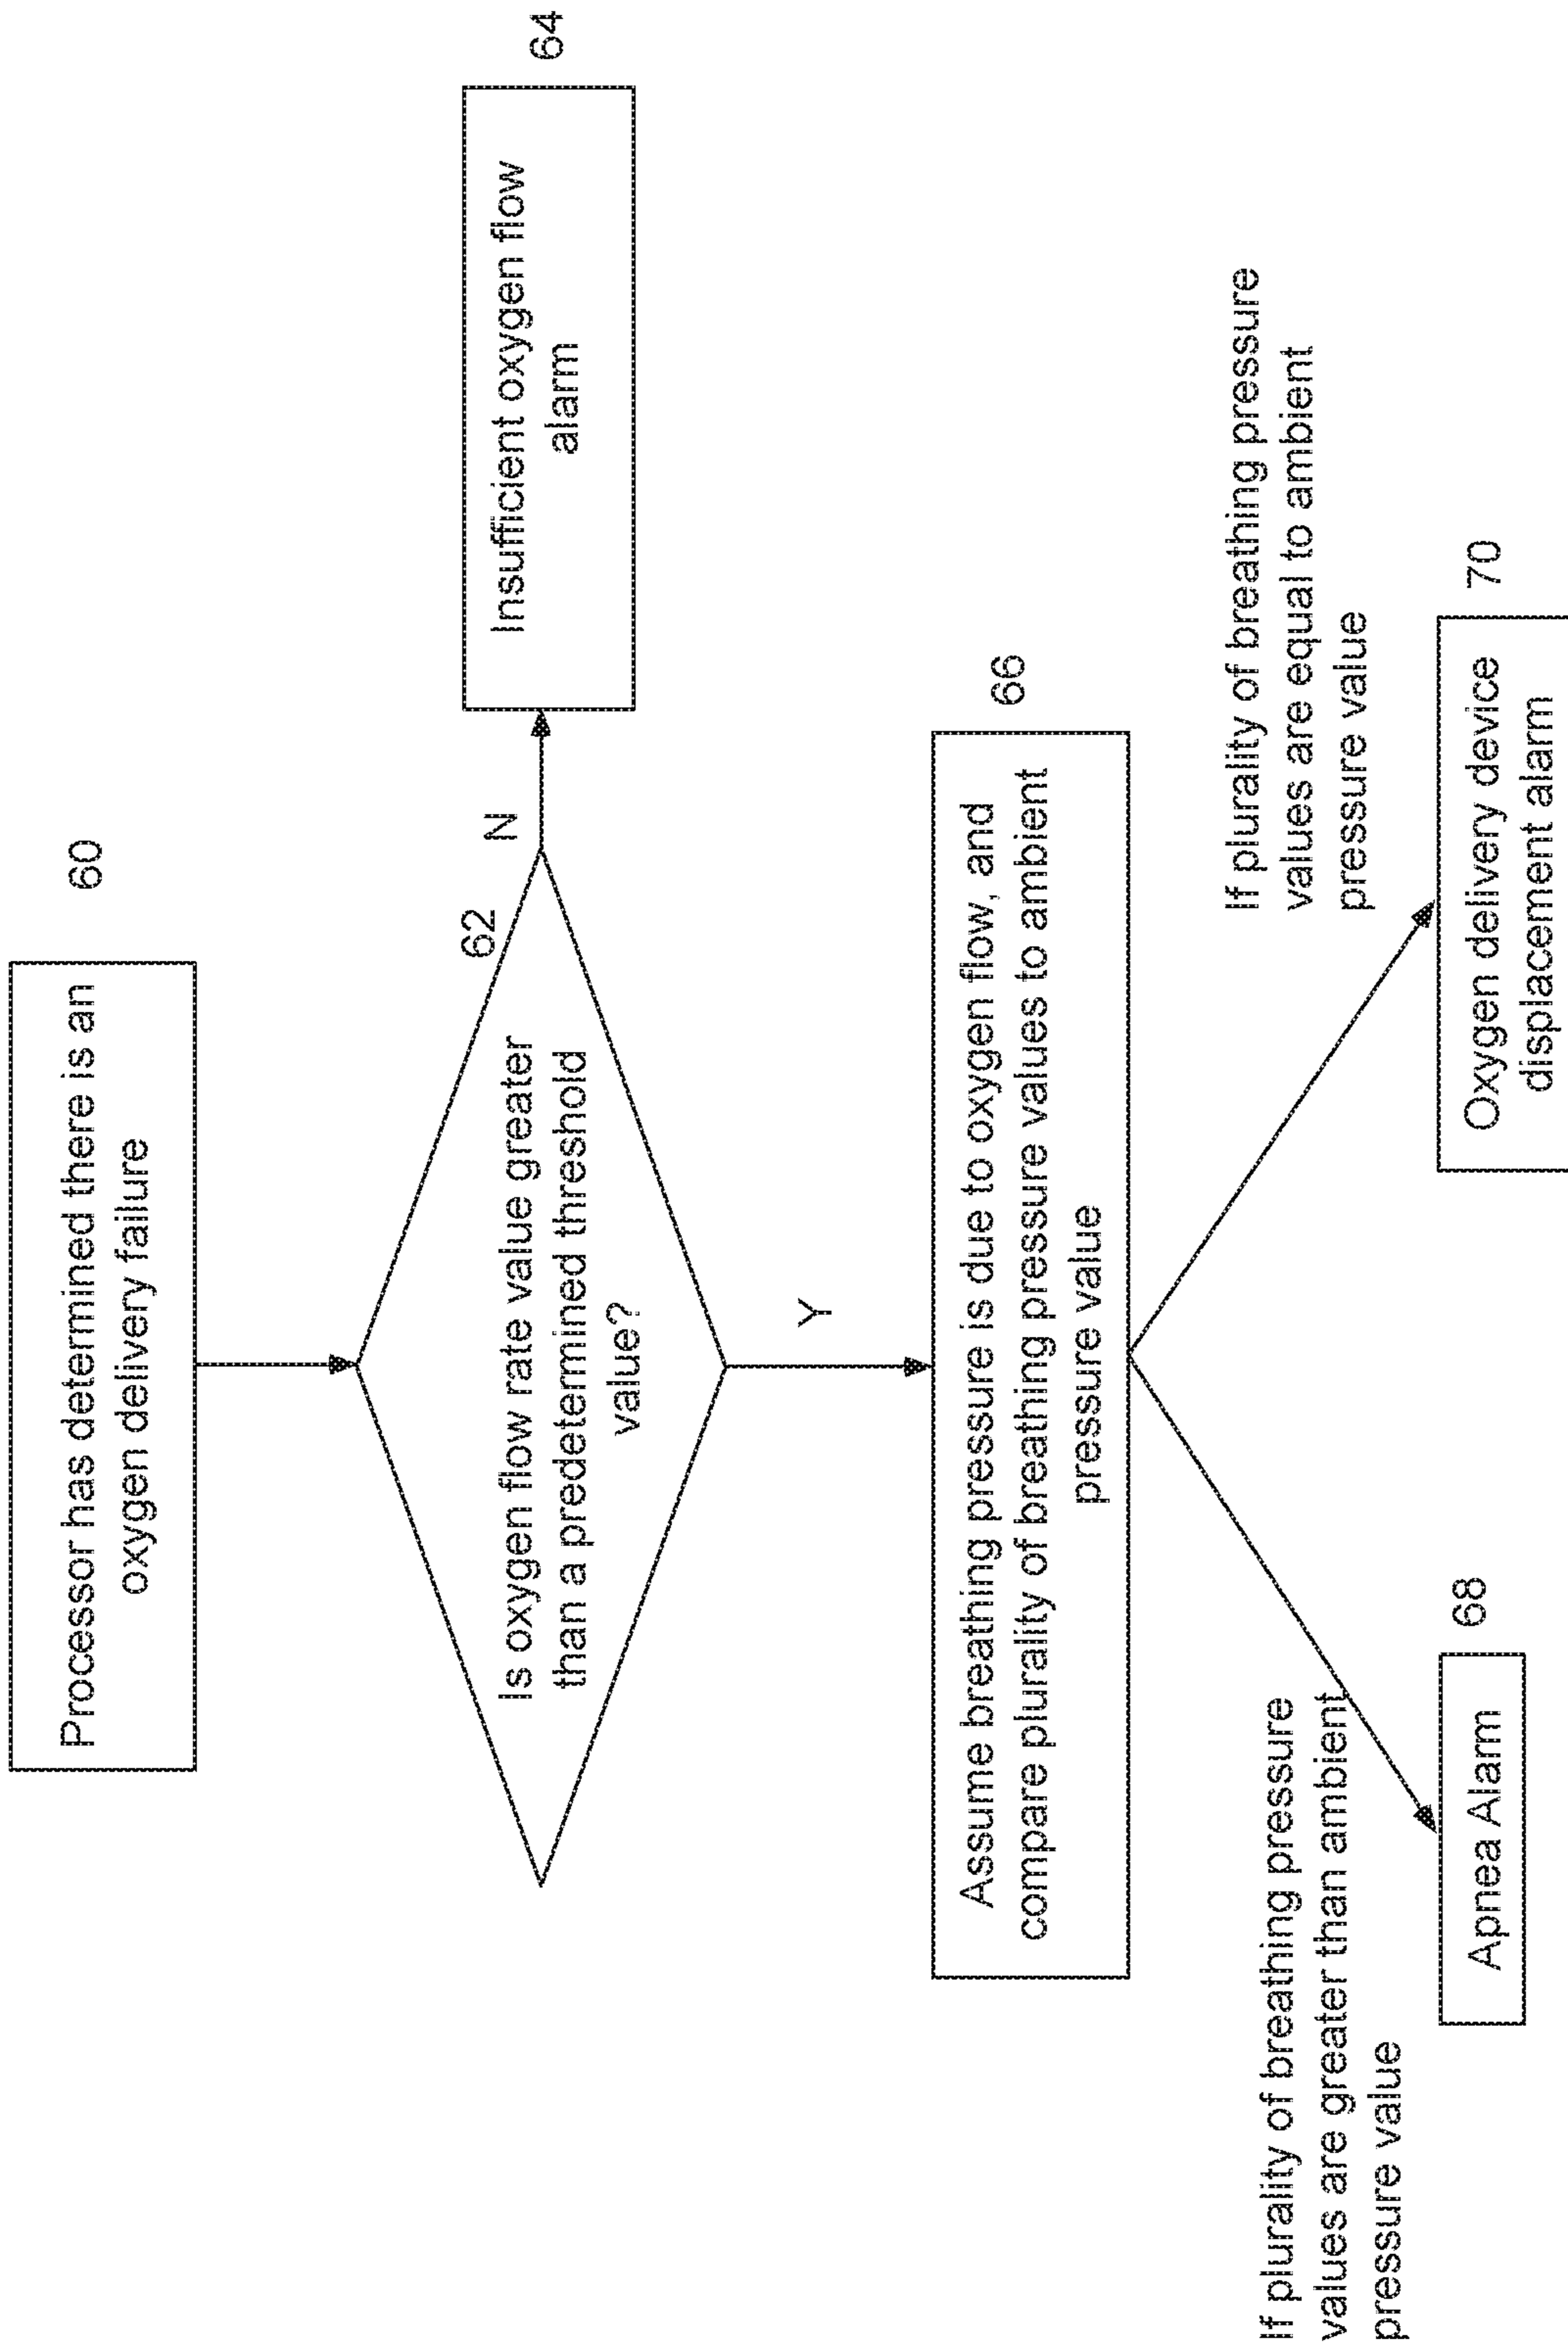 Processor has determined there is an
oxygen delivery failure
60
62
Is oxygen flow rate value greater
than a predetermined threshold
value?
N
Insufficient oxygen flow
alarm
64
Y
Assume breathing pressure is due to oxygen flow, and
compare plurality of breathing pressure values to ambient
pressure value
66
If plurality of breathing pressure
values are greater than ambient
pressure value
If plurality of breathing pressure
values are equal to ambient
pressure value
Apnea Alarm
68
Oxygen delivery device
displacement alarm
70